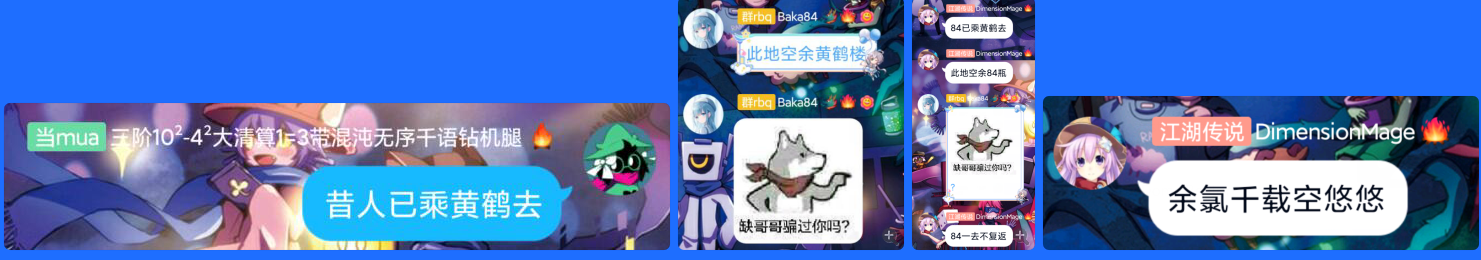 当mua 三阶10²-4²大清算1=3带混沌无序千语钻机腿
昔人已乘黄鹤去
群rbq Baka84
此地空余黄鹤楼
群rbq Baka84
缺哥哥骗过你吗?
江湖传说 DimensionMage
84已乘黄鹤去
江湖传说 DimensionMage
此地空余84瓶
群rbq Baka84
缺哥哥骗过你吗?
?
江湖传说 DimensionMage
84一去不复返
江湖传说 DimensionMage
余氯千载空悠悠